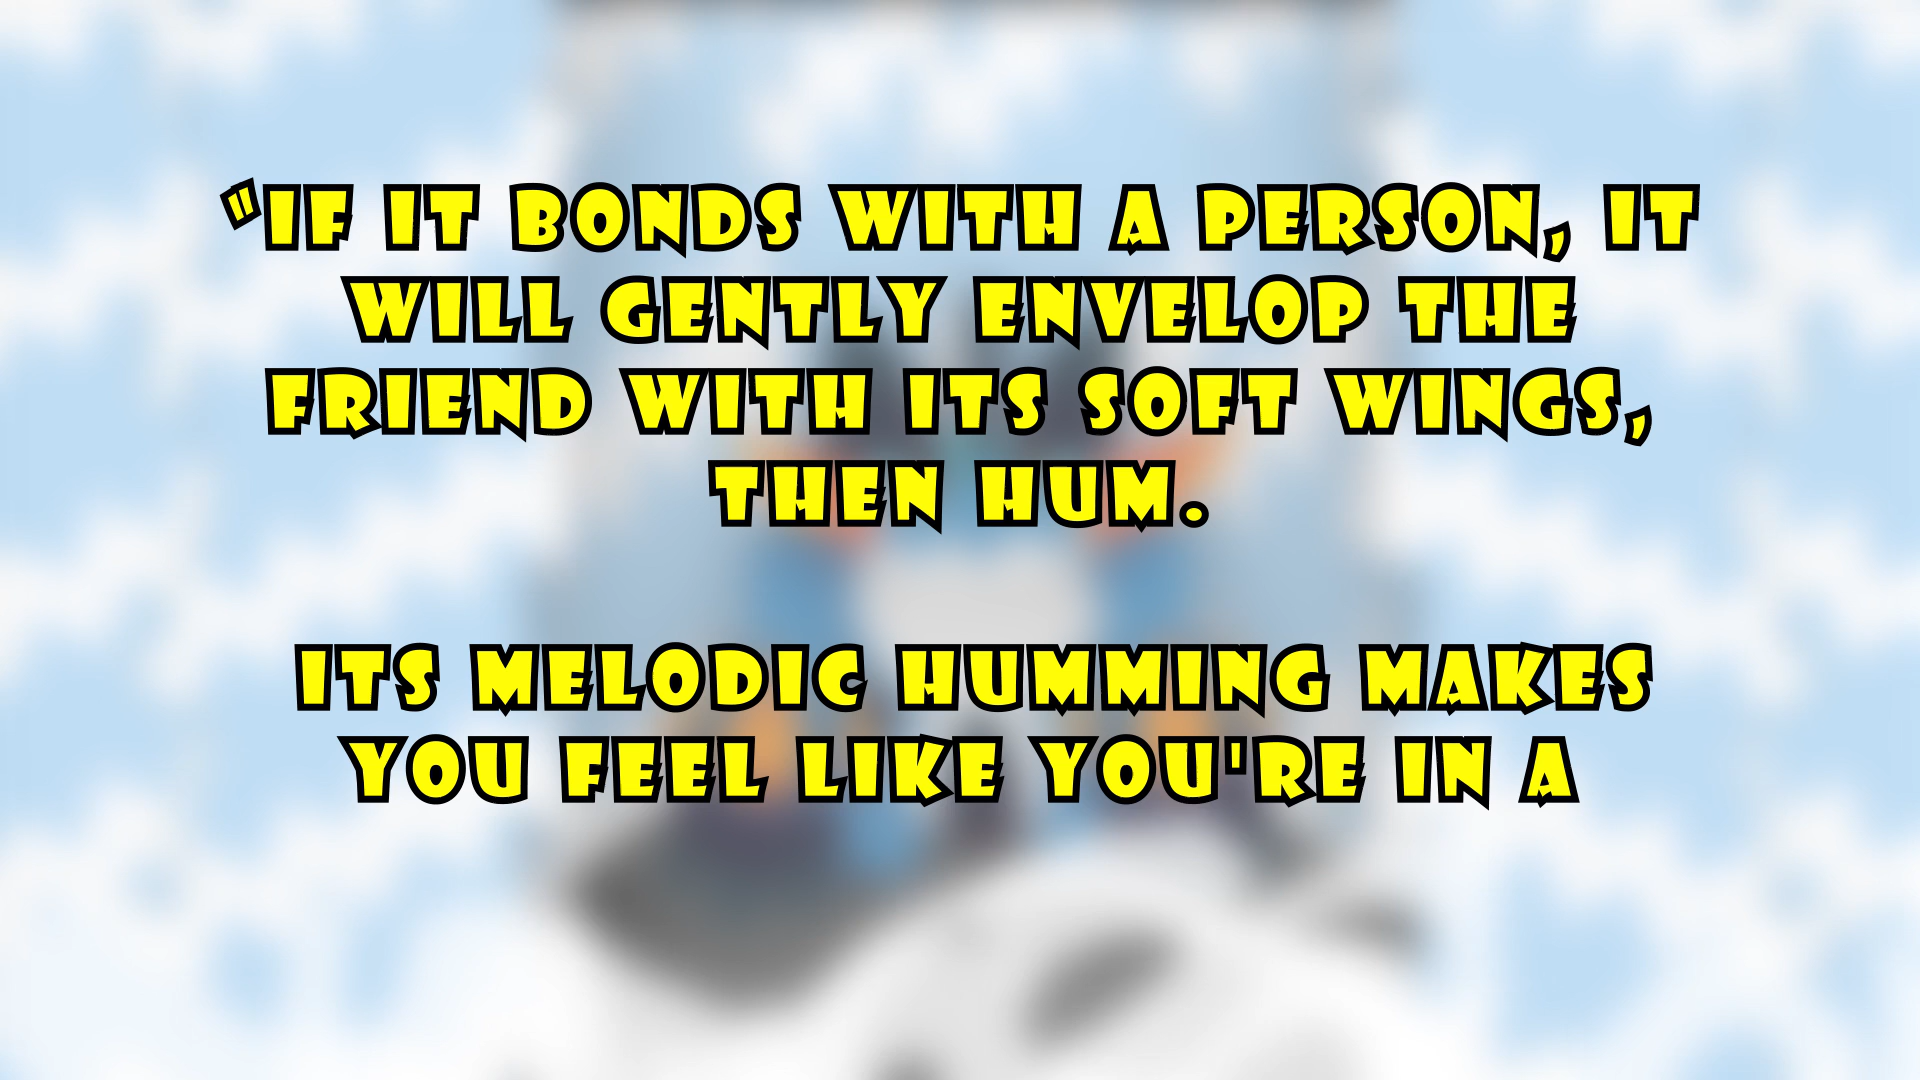 "IF IT BONDS WITH A PERSON, IT
WILL GENTLY ENVELOP THE
FRIEND WITH ITS SOFT WINGS,
THEN HUM.
ITS MELODIC HUMMING MAKES
YOU FEEL LIKE YOU'RE IN A